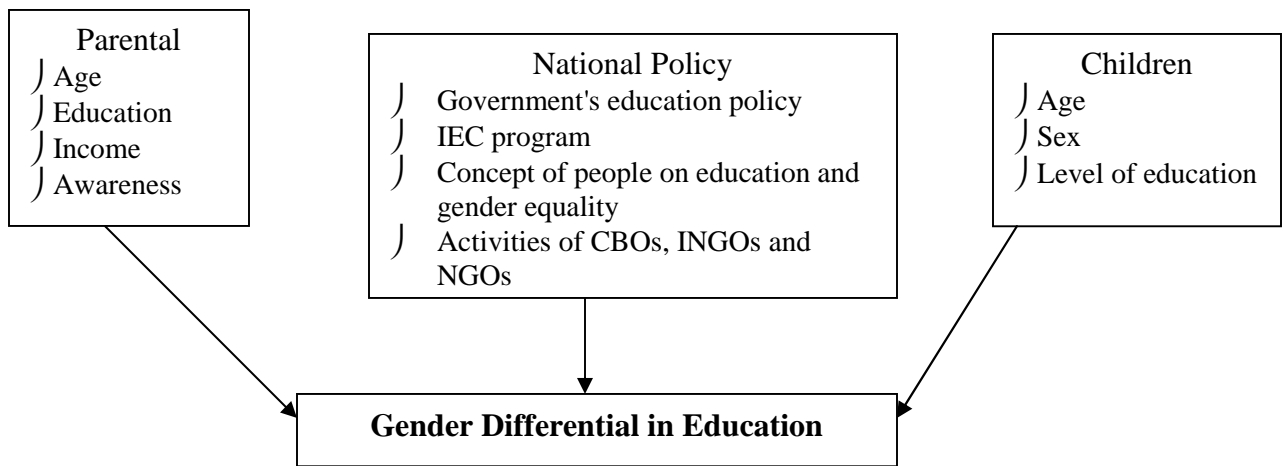 Parental
⎠ Age
⎠ Education
⎠ Income
⎠ Awareness
National Policy
⎠ Government's education policy
⎠ IEC program
⎠ Concept of people on education and
gender equality
⎠ Activities of CBOs, INGOs and
NGOs
Children
⎠ Age
⎠ Sex
⎠ Level of education
Gender Differential in Education